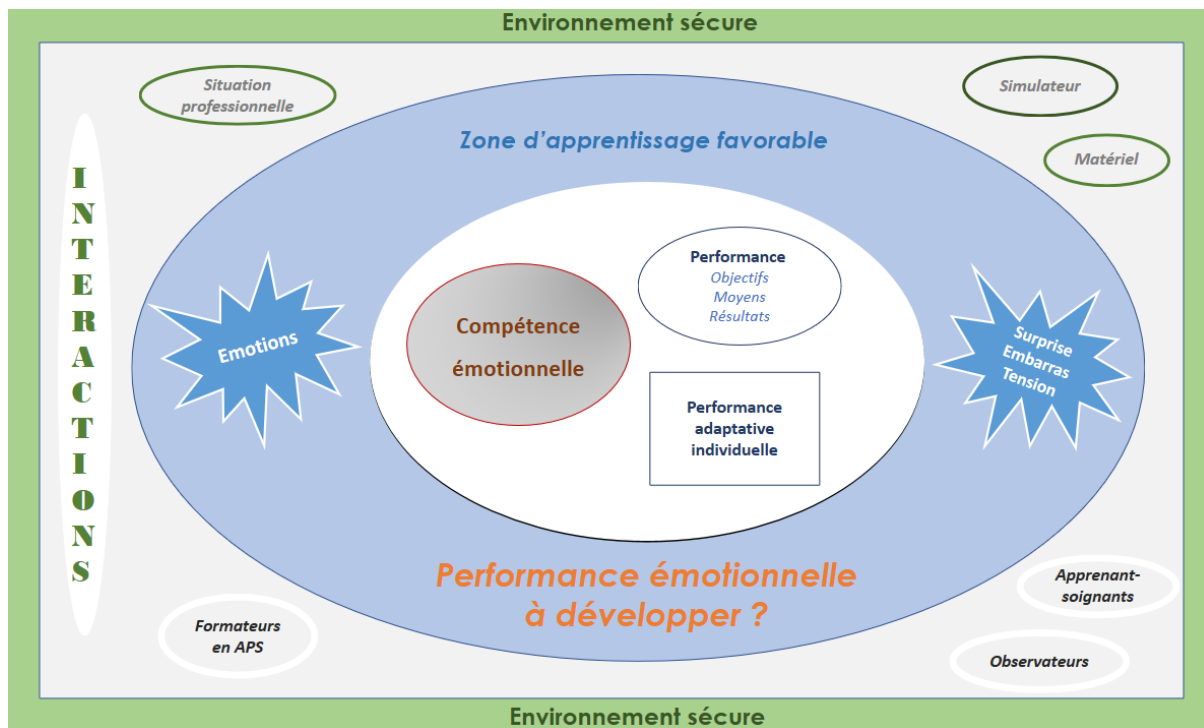 Environnement sécure
Situation
professionnelle
Simulateur
Matériel
Zone d'apprentissage favorable
INTERACTIONS
Performance
Objectifs
Moyens
Résultats
Compétence
émotionnelle
Emotions
Surprise
Embarras
Tension
Performance
adaptative
individuelle
Performance émotionnelle
à développer ?
Apprenant-
soignants
Formateurs
en APS
Observateurs
Environnement sécure